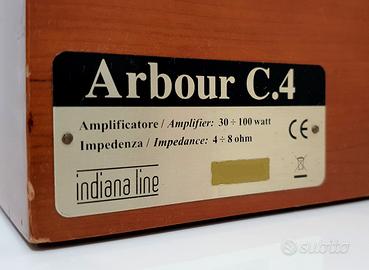 Arbour C.4
Amplificatore / Amplifier: 30 ÷ 100 watt
Impedenza / Impedance: 4 ÷ 8 ohm
CE
indiana line
subito